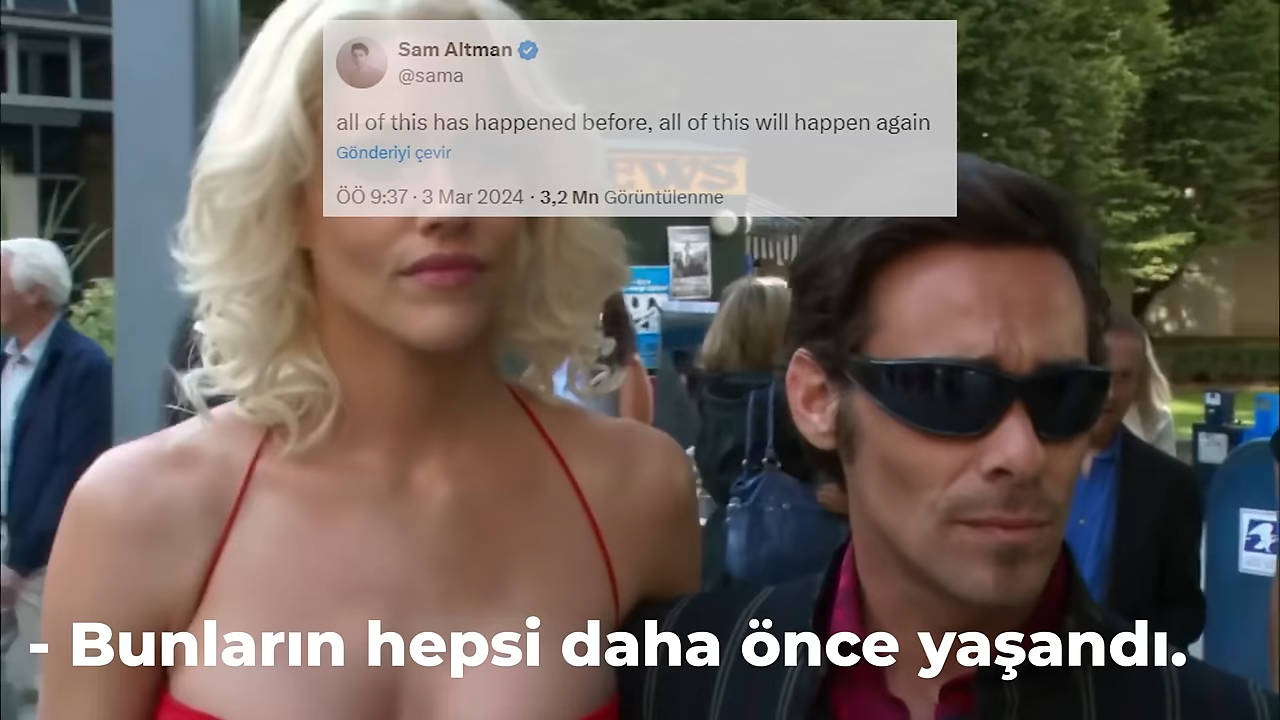 Sam Altman
@sama
all of this has happened before, all of this will happen again
Gönderiyi çevir
ÖÖ 9:37 · 3 Mar 2024 · 3,2 Mn Görüntülenme
EWS
- Bunların hepsi daha önce yaşandı.